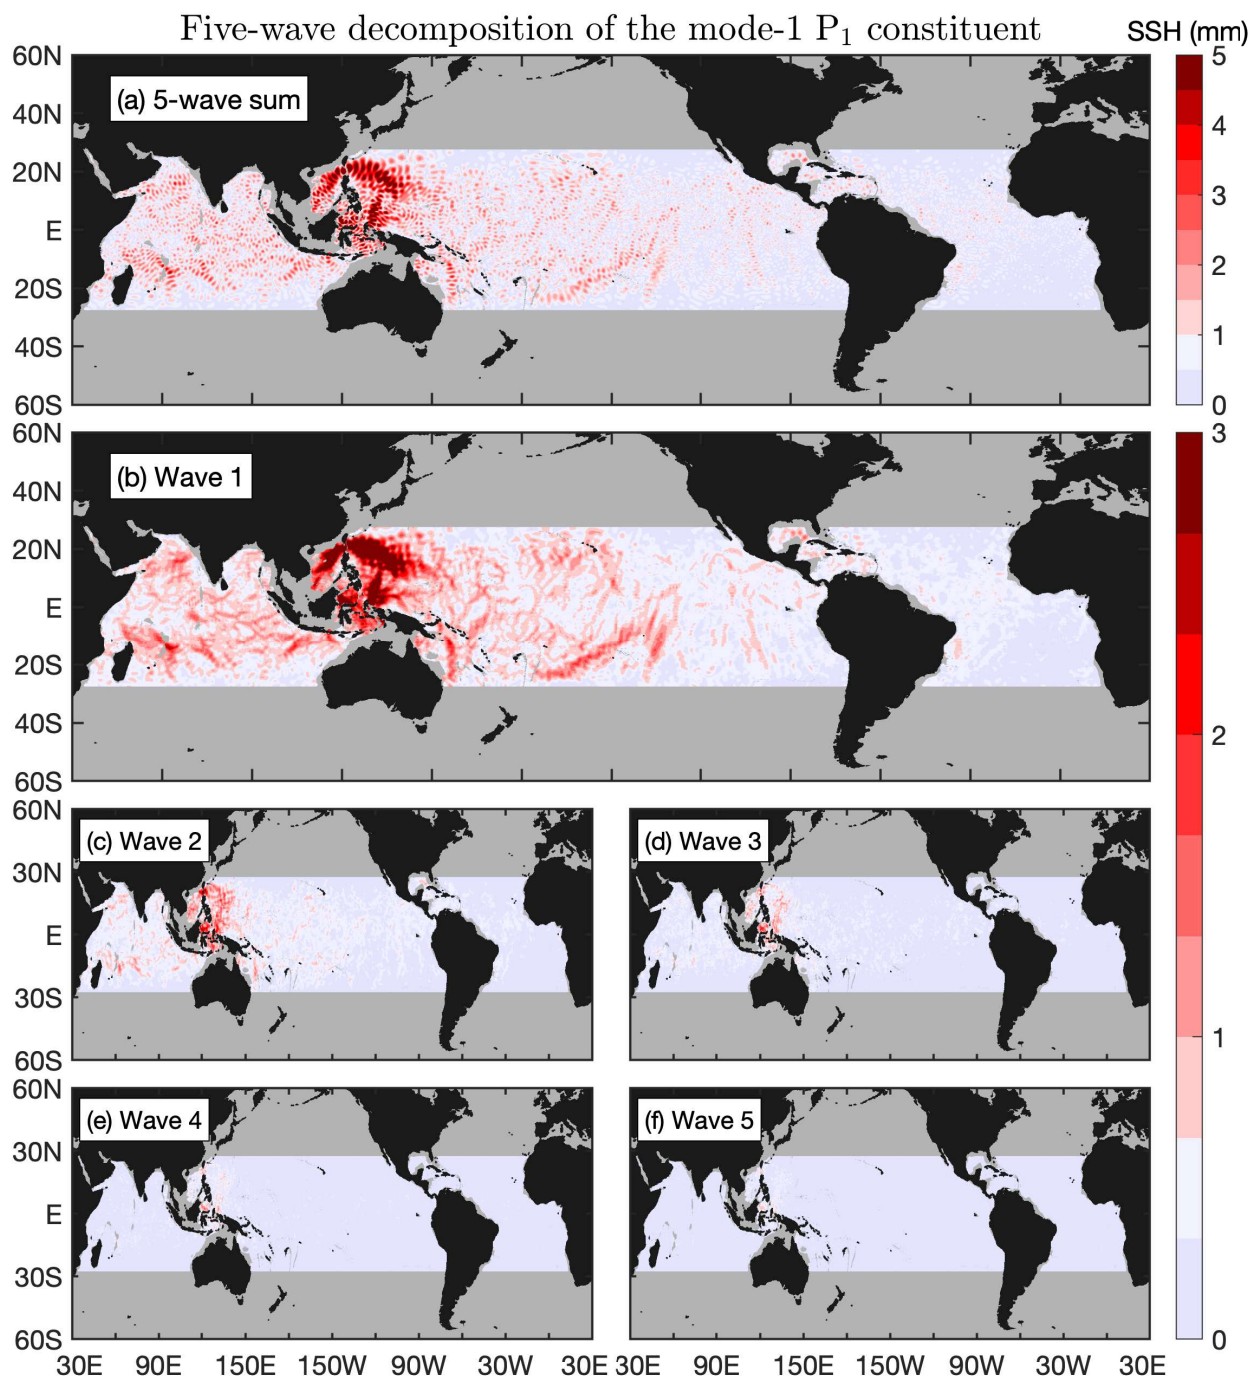 Five-wave decomposition of the mode-1 P₁ constituent
SSH (mm)
(a) 5-wave sum
60N
40N
20N
E
20S
40S
60S
5
4
3
2
1
0
(b) Wave 1
60N
40N
20N
E
20S
40S
60S
3
2
1
0
(c) Wave 2
60N
30N
E
30S
60S
(d) Wave 3
(e) Wave 4
60N
30N
E
30S
60S
(f) Wave 5
30E 90E 150E 150W 90W 30W 30E
30E 90E 150E 150W 90W 30W 30E